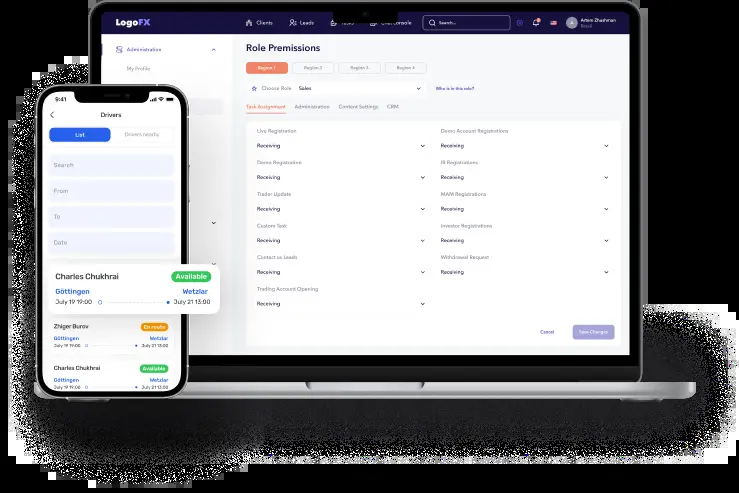 LogoFX
Clients
Leads
Console
Search...
Artem Zhashman
Brasil
Administration
My Profile
Role Premissions
Region 1
Region 2
Region 3
Region 4
Choose Role
Sales
Who is in this role?
Task Assignment
Administration
Content Settings
CRM
Live Registration
Receiving
Demo Account Registrations
Receiving
Demo Registration
Receiving
IB Registrations
Receiving
Trader Update
Receiving
MAM Registrations
Receiving
Custom Task
Receiving
Investor Registrations
Receiving
Contact us Leads
Receiving
Withdrawal Request
Receiving
Trading Account Opening
Receiving
Cancel
Save Changes
9:41
Drivers
List
Drivers nearby
Search
From
To
Date
Charles Chukhrai
Available
Göttingen
Wetzlar
July 19 19:00
July 21 13:00
Zhiger Burov
En route
Göttingen
Wetzlar
July 19 19:00
July 21 13:00
Charles Chukhrai
Available
Göttingen
Wetzlar
July 19 19:00
July 21 13:00